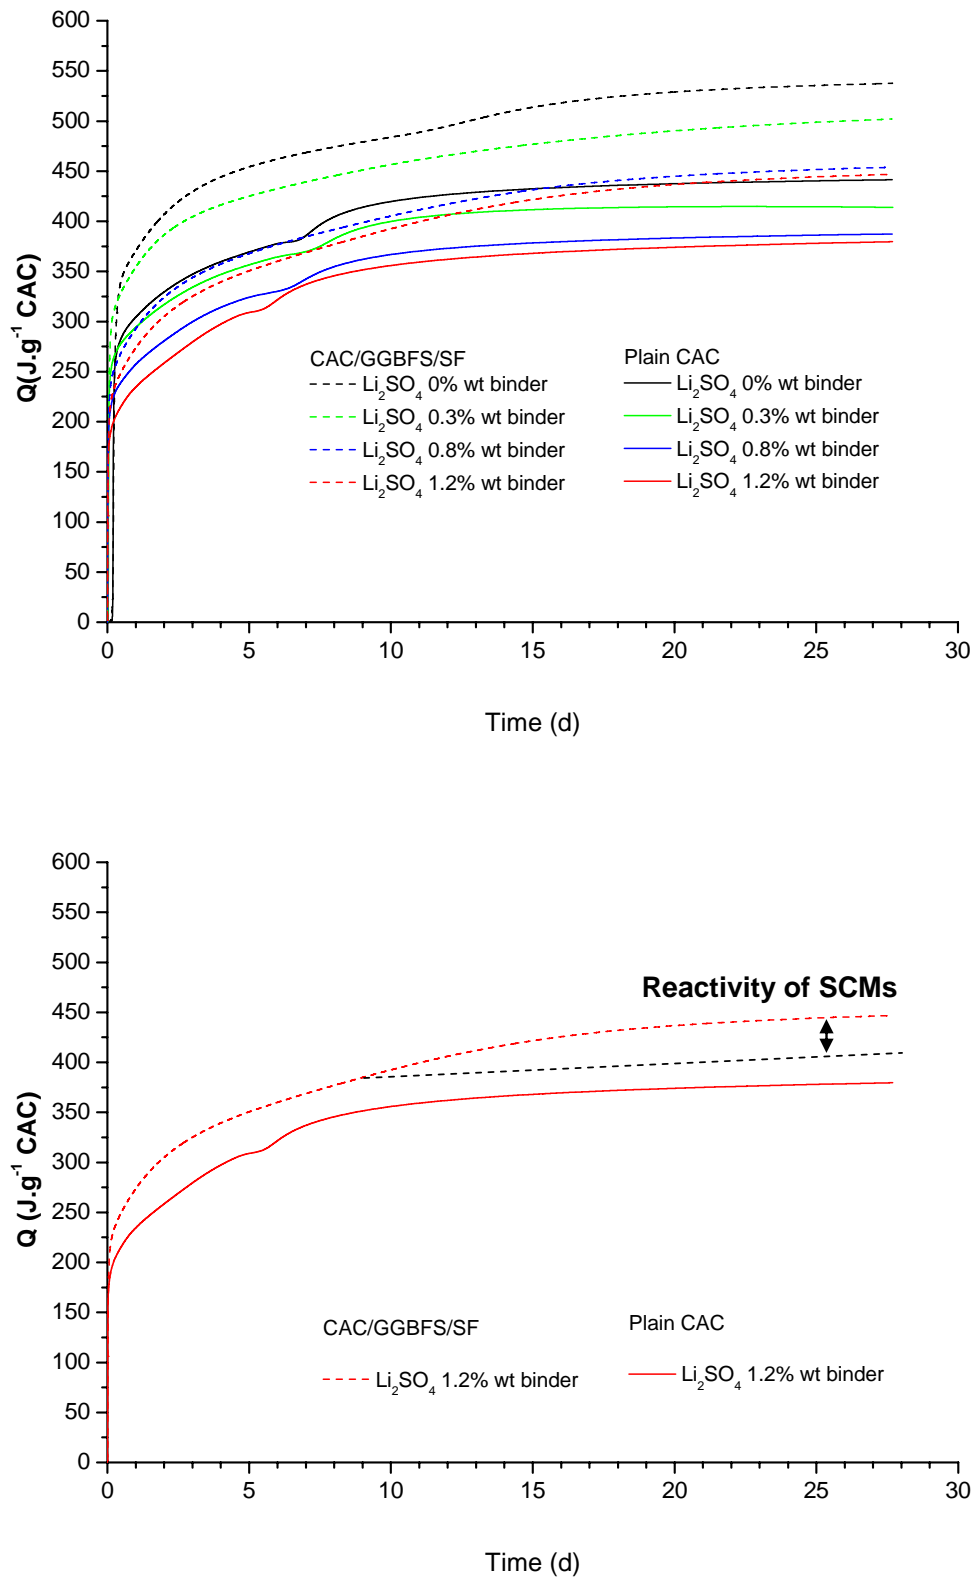 600
550
500
450
400
350
300
250
200
150
100
50
0
Q(J.g⁻¹ CAC)
CAC/GGBFS/SF
Li₂SO₄ 0% wt binder
Li₂SO₄ 0.3% wt binder
Li₂SO₄ 0.8% wt binder
Li₂SO₄ 1.2% wt binder
Plain CAC
Li₂SO₄ 0% wt binder
Li₂SO₄ 0.3% wt binder
Li₂SO₄ 0.8% wt binder
Li₂SO₄ 1.2% wt binder
0 5 10 15 20 25 30
Time (d)
600
550
500
450
400
350
300
250
200
150
100
50
0
Q (J.g⁻¹ CAC)
Reactivity of SCMs
CAC/GGBFS/SF
Li₂SO₄ 1.2% wt binder
Plain CAC
Li₂SO₄ 1.2% wt binder
0 5 10 15 20 25 30
Time (d)